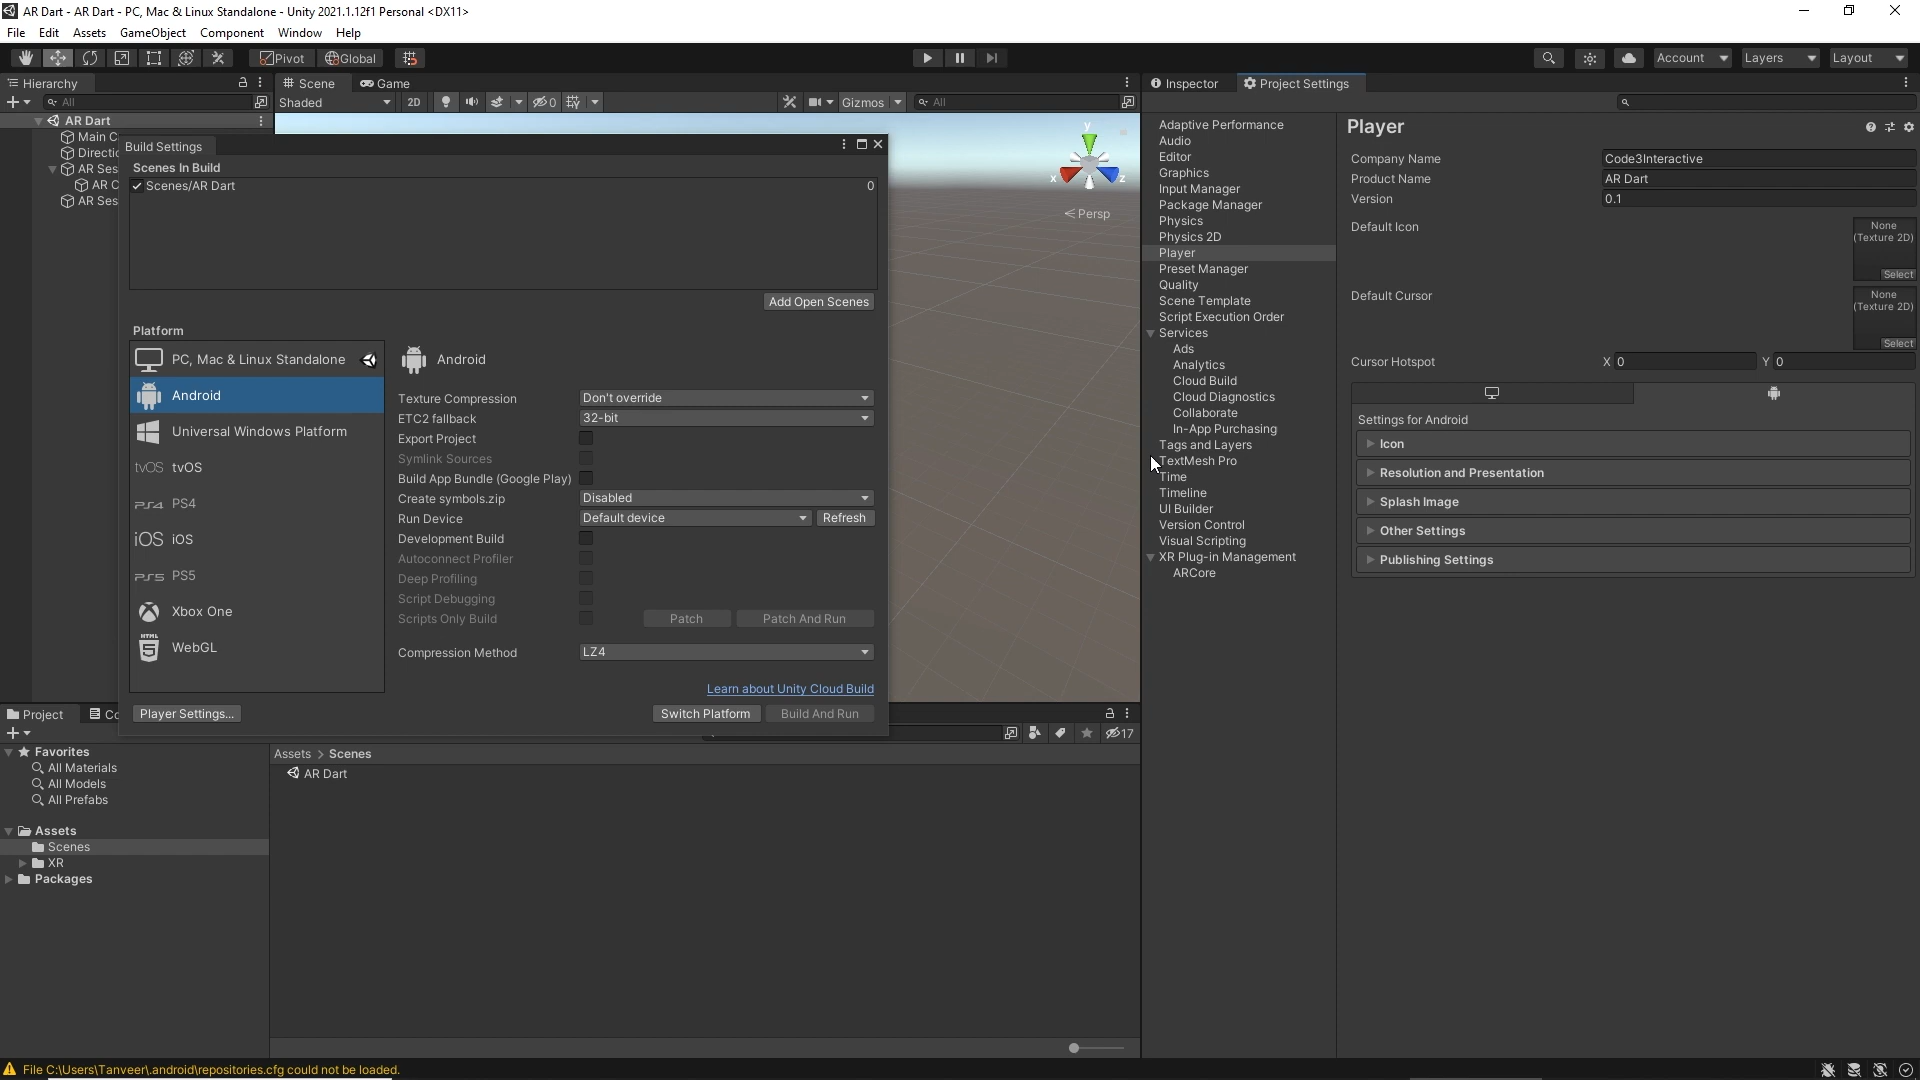 AR Dart - AR Dart - PC, Mac & Linux Standalone - Unity 2021.1.12f1 Personal <DX11>
File Edit Assets GameObject Component Window Help
Pivot Global Account Layers Layout
Hierarchy
All
AR Dart
Main C
Directic
AR Ses
AR C
AR Ses
Scene Game
Shaded 2D 0 Gizmos All
y
x
z
Persp
Build Settings
Scenes In Build
Scenes/AR Dart 0
Add Open Scenes
Platform
PC, Mac & Linux Standalone
Android
Universal Windows Platform
tvOS tvOS
PS4 PS4
iOS iOS
PS5 PS5
Xbox One
HTML 5 WebGL
Android
Texture Compression Don't override
ETC2 fallback 32-bit
Export Project
Symlink Sources
Build App Bundle (Google Play)
Create symbols.zip Disabled
Run Device Default device Refresh
Development Build
Autoconnect Profiler
Deep Profiling
Script Debugging
Scripts Only Build Patch Patch And Run
Compression Method LZ4
Learn about Unity Cloud Build
Player Settings... Switch Platform Build And Run
Inspector Project Settings
Adaptive Performance
Audio
Editor
Graphics
Input Manager
Package Manager
Physics
Physics 2D
Player
Preset Manager
Quality
Scene Template
Script Execution Order
Services
Ads
Analytics
Cloud Build
Cloud Diagnostics
Collaborate
In-App Purchasing
Tags and Layers
TextMesh Pro
Time
Timeline
UI Builder
Version Control
Visual Scripting
XR Plug-in Management
ARCore
Player
Company Name Code3Interactive
Product Name AR Dart
Version 0.1
Default Icon None
(Texture 2D)
Select
Default Cursor None
(Texture 2D)
Select
Cursor Hotspot X 0 Y 0
Settings for Android
Icon
Resolution and Presentation
Splash Image
Other Settings
Publishing Settings
Project Co
17
Favorites
All Materials
All Models
All Prefabs
Assets
Scenes
XR
Packages
Assets > Scenes
AR Dart
File C:\Users\Tanveer\.android\repositories.cfg could not be loaded.